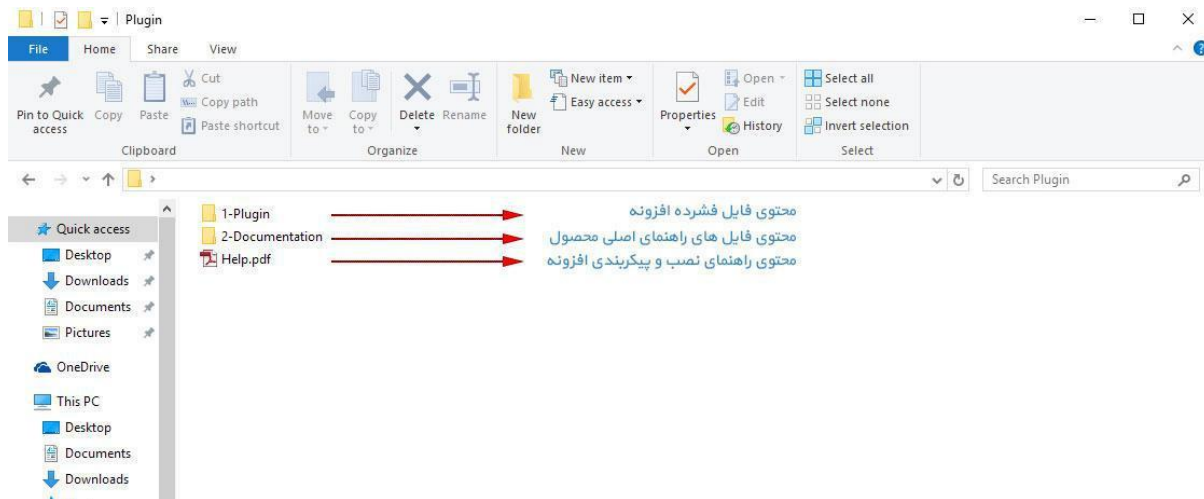 Plugin
File Home Share View
Pin to Quick access
Copy
Paste
Cut
Copy path
Paste shortcut
Clipboard
Move to
Copy to
Delete
Rename
Organize
New folder
New item
Easy access
New
Properties
Open
Edit
History
Open
Select all
Select none
Invert selection
Select
Search Plugin
Quick access
Desktop
Downloads
Documents
Pictures
OneDrive
This PC
Desktop
Documents
Downloads
1-Plugin محتوی فایل فشرده افزونه
2-Documentation محتوی فایل های راهنمای اصلی محصول
Help.pdf محتوی راهنمای نصب و پیکربندی افزونه